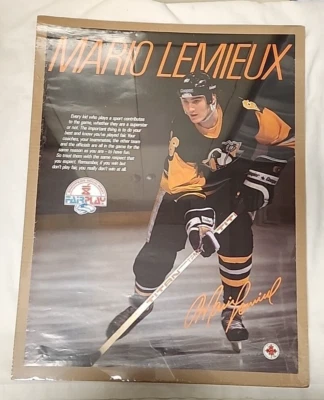 MARIO LEMIEUX
Every kid who plays a sport contributes
to the game, whether they are a superstar
or not. The important thing is to do your
best and know you've played fair. Your
coaches, your teammates, the other team
and the officials are all in the game for the
same reason as you are – to have fun.
So treat them with the same respect that
you expect. Remember, if you win but
don't play fair, you really don't win at all.
FAIR PLAY
Mario Lemieux